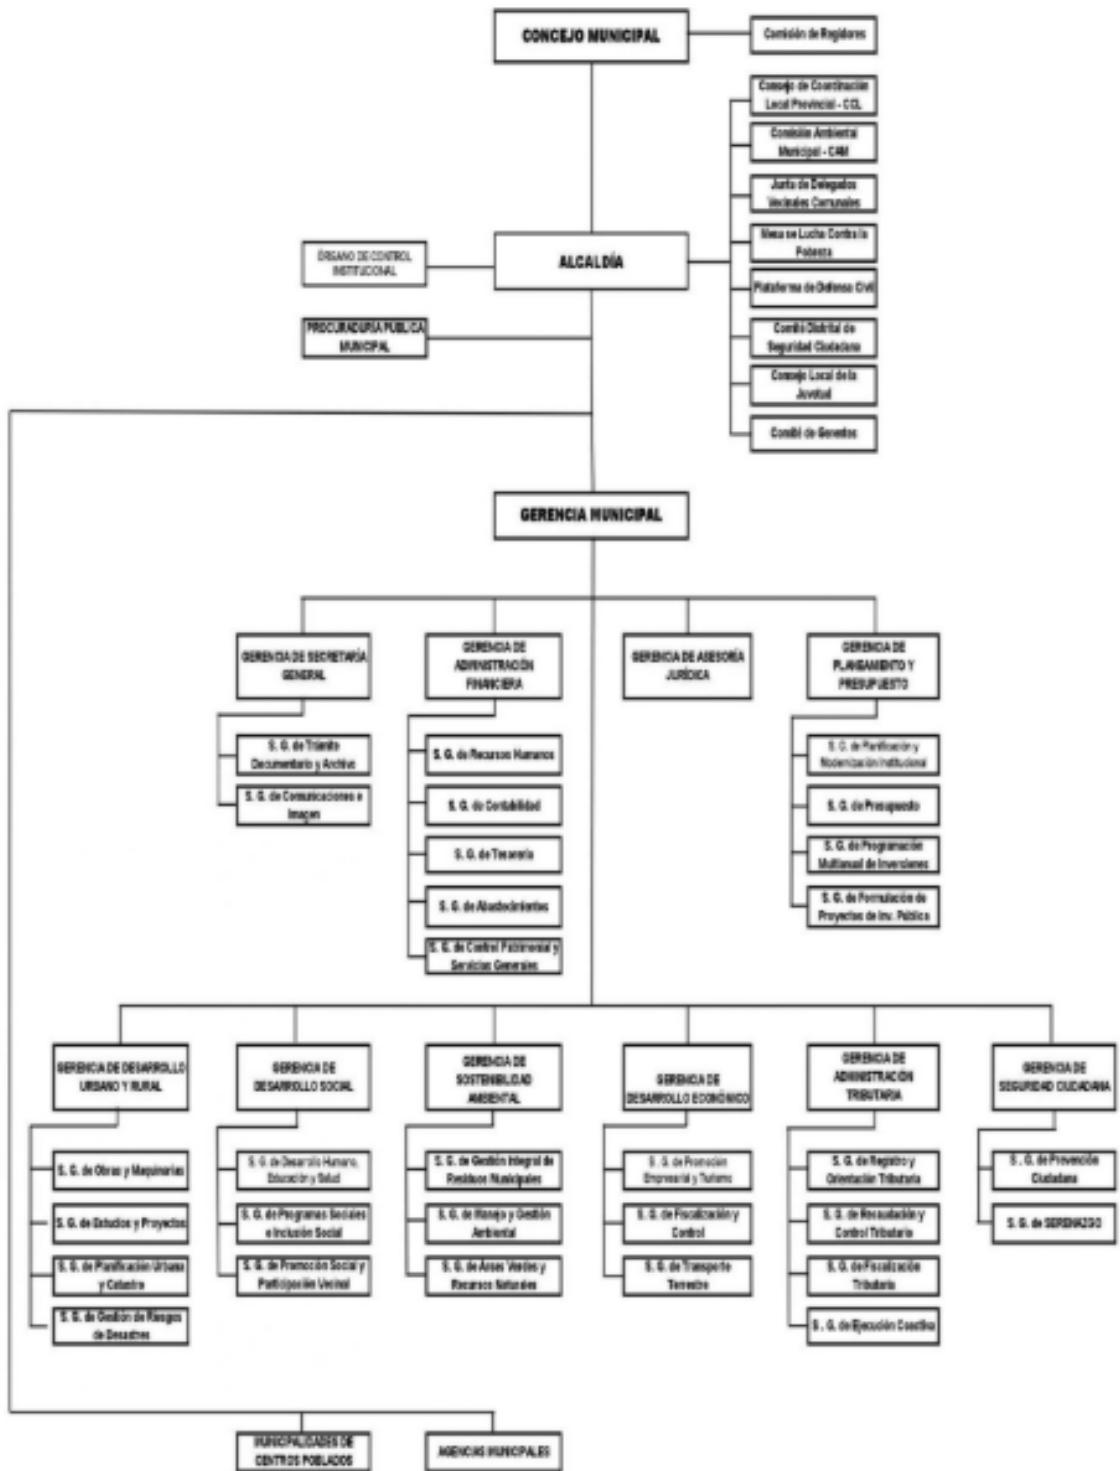 CONCEJO MUNICIPAL
Comisión de Regidores
Consejo de Coordinación
Local Provincial - CCL
Comisión Ambiental
Municipal - CAM
Junta de Delegados
Vecinales Comunales
Mesa se Lucha Contra la
Pobreza
ÓRGANO DE CONTROL
INSTITUCIONAL
ALCALDÍA
Plataforma de Defensa Civil
PROCURADURÍA PÚBLICA
MUNICIPAL
Comité Distrital de
Seguridad Ciudadana
Consejo Local de la
Comité de Gerentes
GERENCIA MUNICIPAL
GERENCIA DE SECRETARÍA
GENERAL
GERENCIA DE
ADMINISTRACIÓN
FINANCIERA
GERENCIA DE ASESORÍA
JURÍDICA
GERENCIA DE
PLANEAMIENTO Y
PRESUPUESTO
S. G. de Trámite
Documentario y Archivo
S. G. de Comunicaciones e
Imagen
S. G. de Recursos Humanos
S. G. de Contabilidad
S. G. de Tesorería
S. G. de Abastecimientos
S. G. de Control Patrimonial y
Servicios Generales
S. G. de Planificación y
Modernización Institucional
S. G. de Presupuesto
S. G. de Programación
Multianual de Inversiones
S. G. de Formulación de
Proyectos de Inv. Pública
GERENCIA DE DESARROLLO
URBANO Y RURAL
GERENCIA DE
DESARROLLO SOCIAL
GERENCIA DE
SOSTENIBILIDAD
AMBIENTAL
GERENCIA DE
DESARROLLO ECONÓMICO
GERENCIA DE
ADMINISTRACIÓN
TRIBUTARIA
GERENCIA DE
SEGURIDAD CIUDADANA
S. G. de Obras y Maquinarias
S. G. de Estudios y Proyectos
S. G. de Planificación Urbana
y Catastro
S. G. de Gestión de Riesgos
de Desastres
S. G. de Desarrollo Humano,
Educación y Salud
S. G. de Programas Sociales
e Inclusión Social
S. G. de Promoción Social y
Participación Vecinal
S. G. de Gestión Integral de
Residuos Municipales
S. G. de Manejo y Gestión
Ambiental
S. G. de Áreas Verdes y
Recursos Naturales
S . G. de Promoción
Empresarial y Turismo
S. G. de Fiscalización y
Control
S. G. de Transporte
Terrestre
S. G. de Registro y
Orientación Tributaria
S. G. de Recaudación y
Control Tributario
S. G. de Fiscalización
Tributaria
S . G. de Ejecución Coactiva
S . G. de Prevención
Ciudadana
S. G. de SERENAZGO
MUNICIPALIDADES DE
CENTROS POBLADOS
AGENCIAS MUNICIPALES